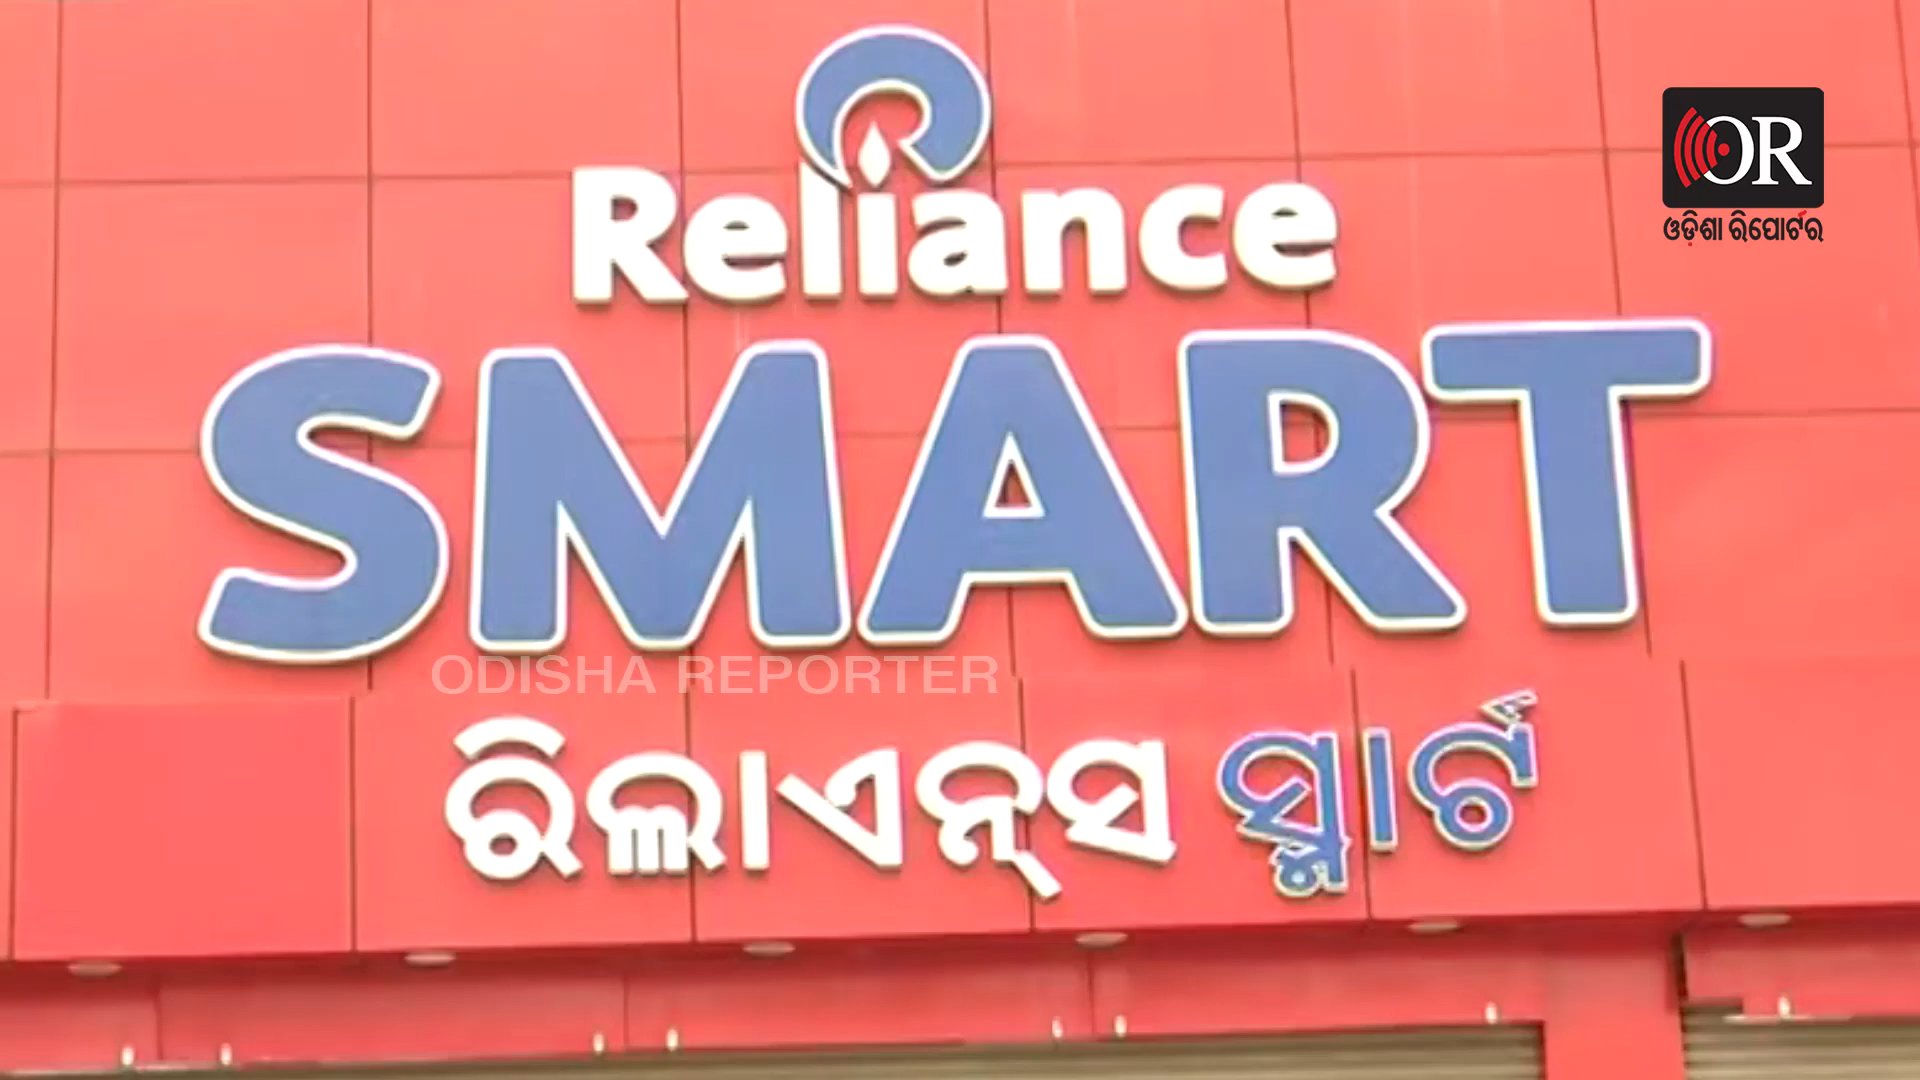 Reliance
OR
ଓଡ଼ିଶା ରିପୋର୍ଟର
SMART
ODISHA REPORTER
ରିଲାଏନ୍ସ ସ୍ମାର୍ଟ